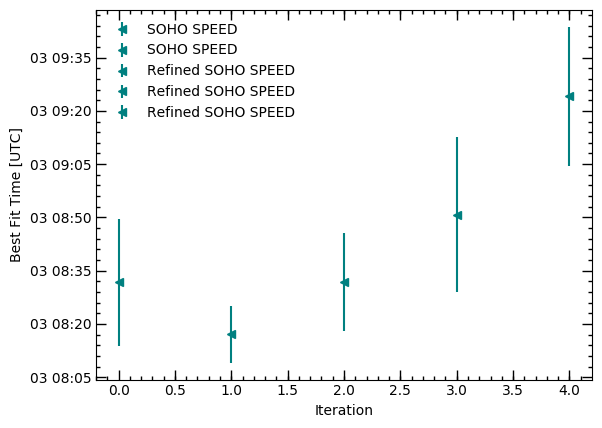 SOHO SPEED
SOHO SPEED
Refined SOHO SPEED
Refined SOHO SPEED
Refined SOHO SPEED
Best Fit Time [UTC]
03 09:35
03 09:20
03 09:05
03 08:50
03 08:35
03 08:20
03 08:05
0.0 0.5 1.0 1.5 2.0 2.5 3.0 3.5 4.0
Iteration